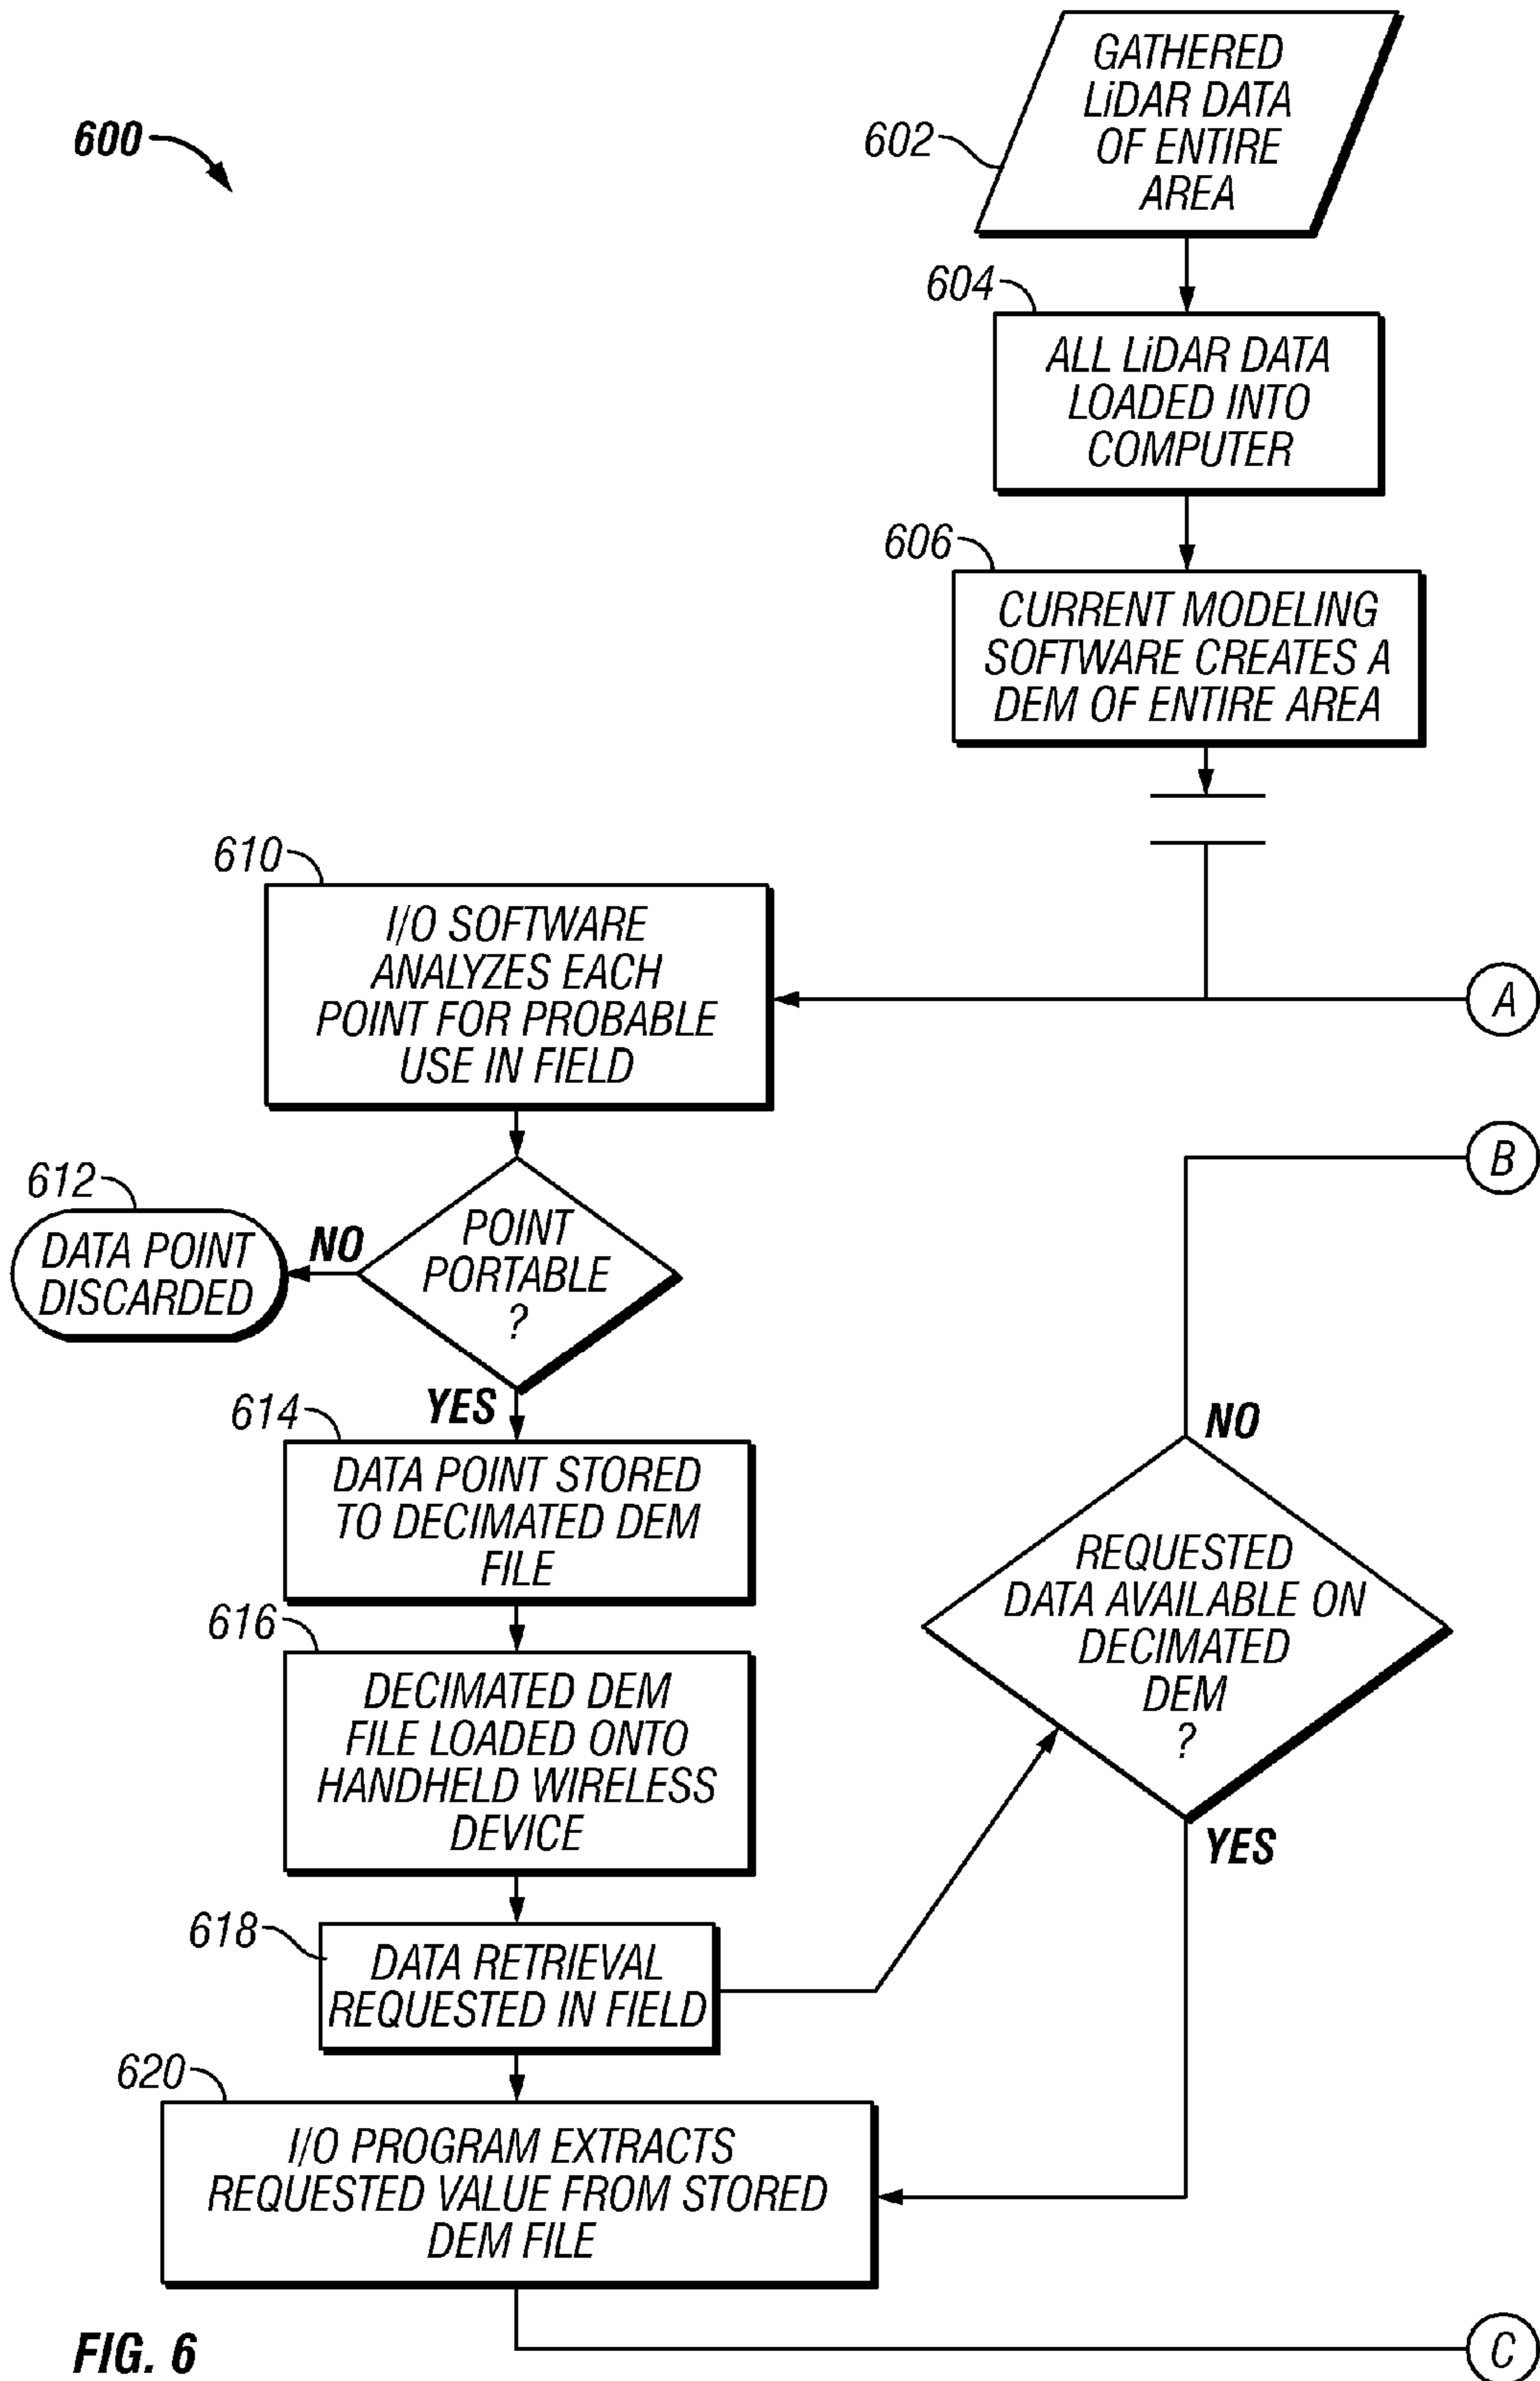 600
602
GATHERED
LiDAR DATA
OF ENTIRE
AREA
604
ALL LiDAR DATA
LOADED INTO
COMPUTER
606
CURRENT MODELING
SOFTWARE CREATES A
DEM OF ENTIRE AREA
610
I/O SOFTWARE
ANALYZES EACH
POINT FOR PROBABLE
USE IN FIELD
A
B
612
DATA POINT
DISCARDED
NO
POINT
PORTABLE
?
YES
614
DATA POINT STORED
TO DECIMATED DEM
FILE
616
DECIMATED DEM
FILE LOADED ONTO
HANDHELD WIRELESS
DEVICE
NO
REQUESTED
DATA AVAILABLE ON
DECIMATED
DEM
?
YES
618
DATA RETRIEVAL
REQUESTED IN FIELD
620
I/O PROGRAM EXTRACTS
REQUESTED VALUE FROM STORED
DEM FILE
C
FIG. 6